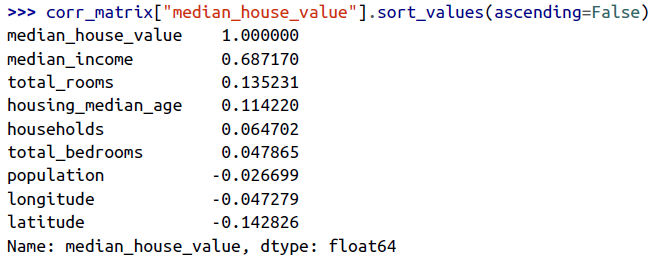 >>> corr_matrix["median_house_value"].sort_values(ascending=False)
median_house_value    1.000000
median_income         0.687170
total_rooms           0.135231
housing_median_age    0.114220
households            0.064702
total_bedrooms        0.047865
population           -0.026699
longitude            -0.047279
latitude             -0.142826
Name: median_house_value, dtype: float64